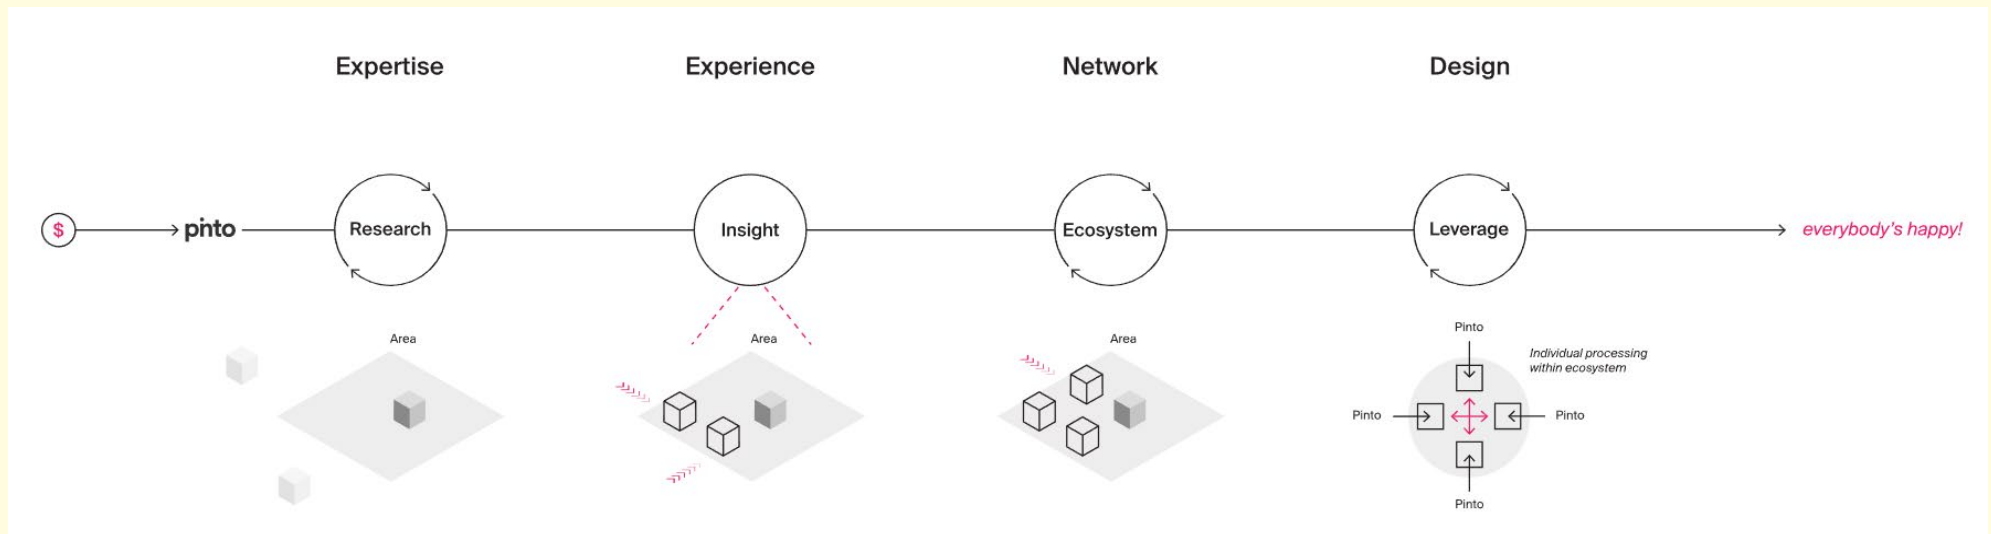 Expertise
Experience
Network
Design
$
pinto
Research
Insight
Ecosystem
Leverage
everybody's happy!
Area
Area
Area
Pinto
Individual processing
within ecosystem
Pinto
Pinto
Pinto